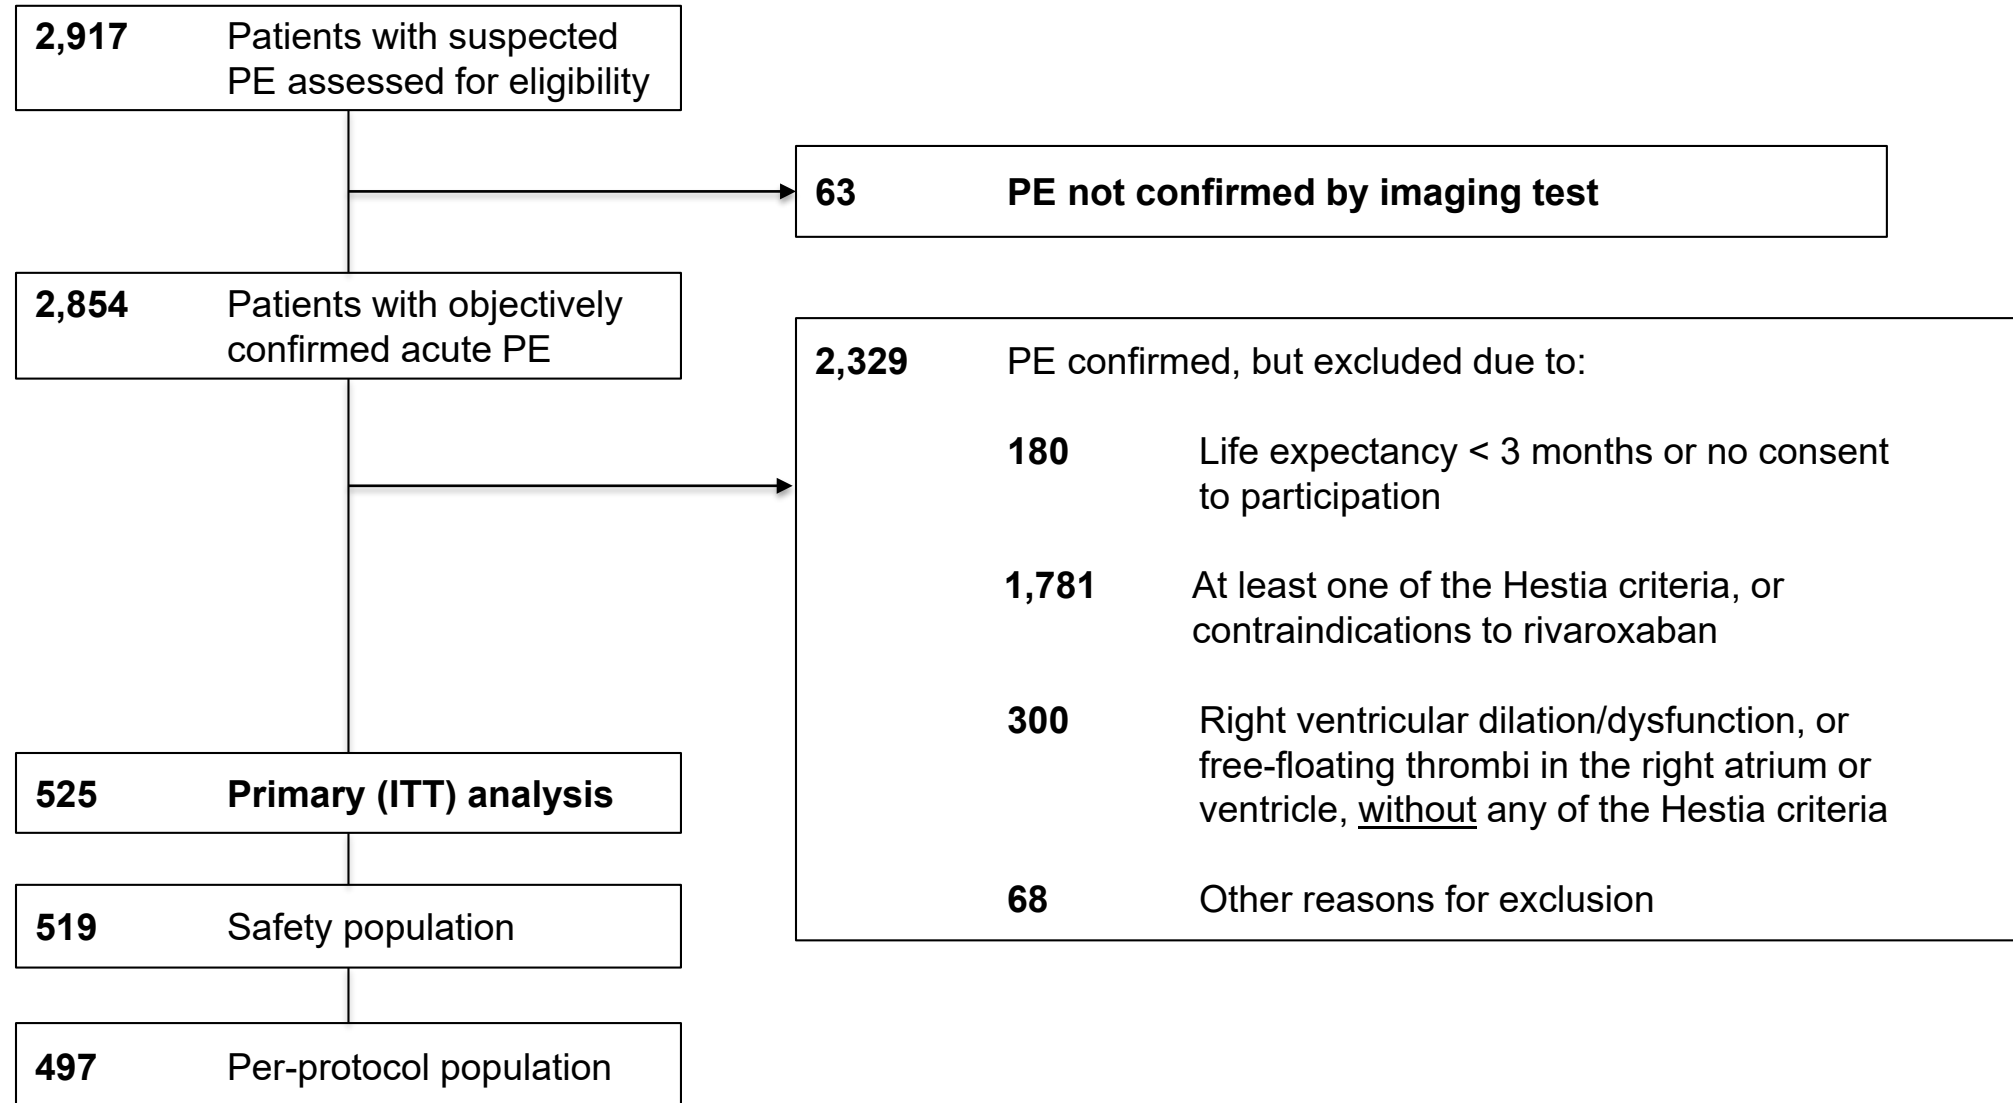 2,917 Patients with suspected
PE assessed for eligibility
63 PE not confirmed by imaging test
2,854 Patients with objectively
confirmed acute PE
2,329 PE confirmed, but excluded due to:
180 Life expectancy < 3 months or no consent
to participation
1,781 At least one of the Hestia criteria, or
contraindications to rivaroxaban
300 Right ventricular dilation/dysfunction, or
free-floating thrombi in the right atrium or
ventricle, without any of the Hestia criteria
68 Other reasons for exclusion
525 Primary (ITT) analysis
519 Safety population
497 Per-protocol population